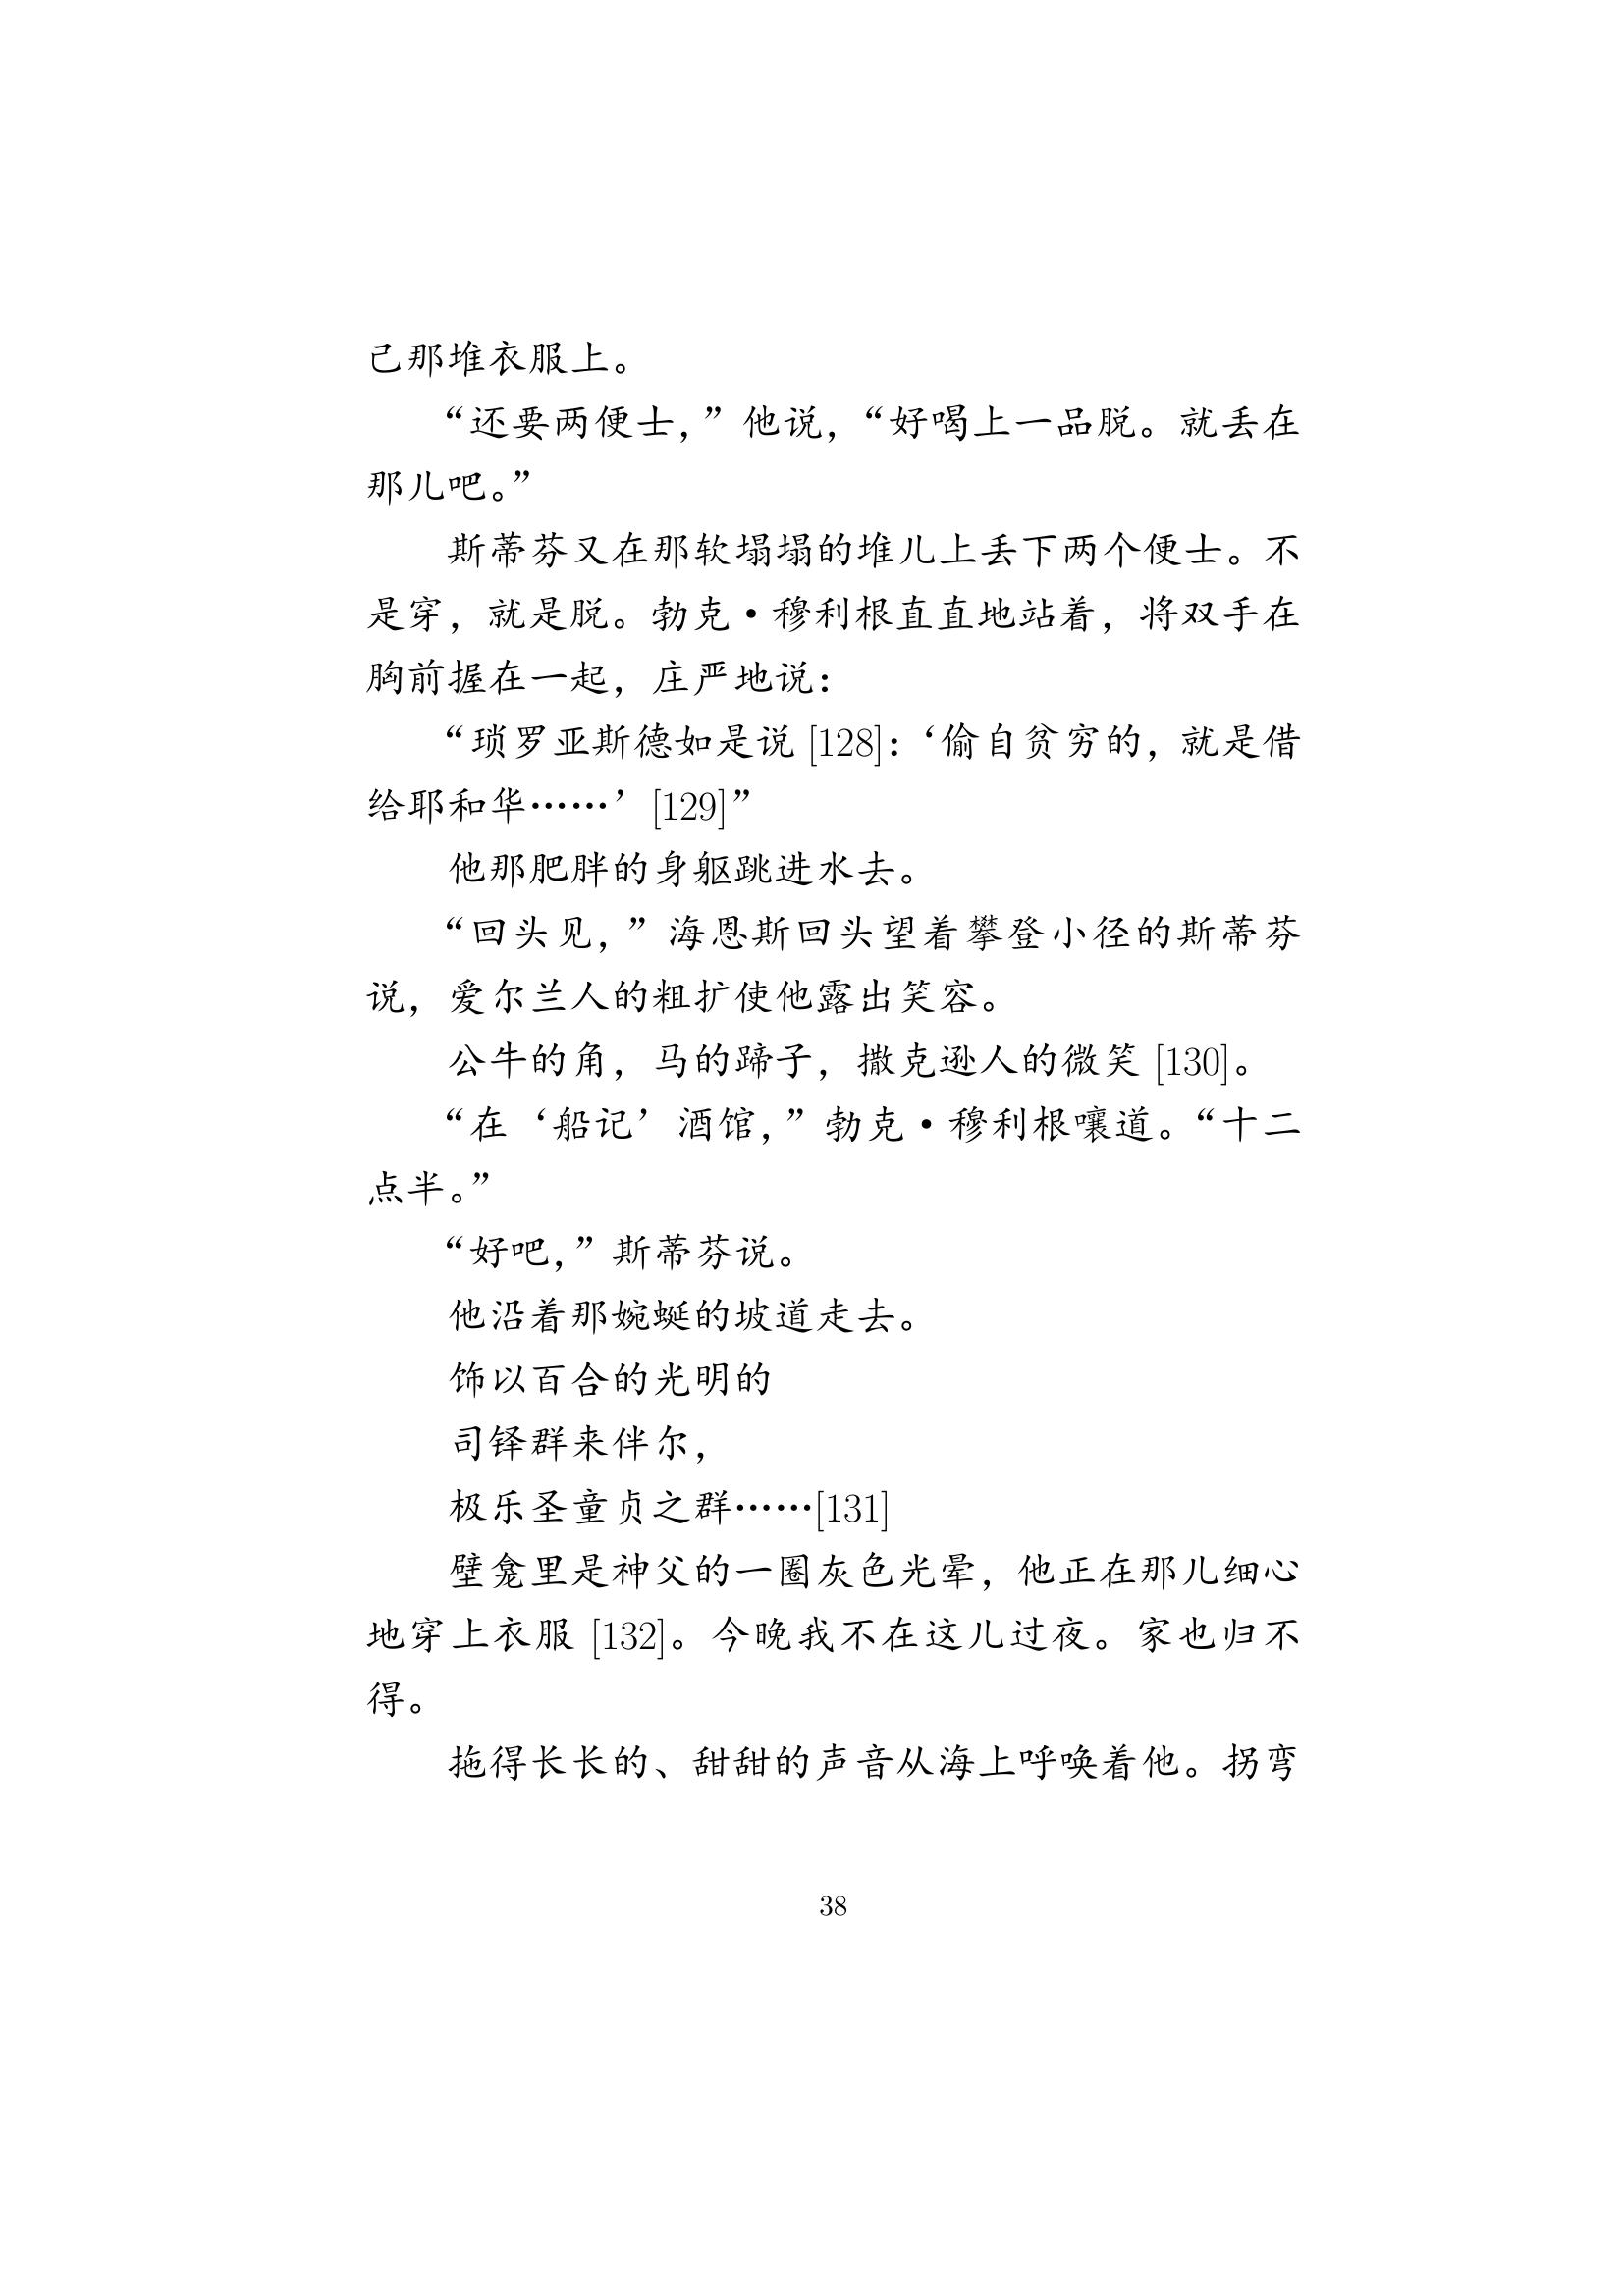 己那堆衣服上。
“还要两便士，”他说，“好喝上一品脱。就丢在
那儿吧。”
斯蒂芬又在那软塌塌的堆儿上丢下两个便士。不
是穿，就是脱。勃克·穆利根直直地站着，将双手在
胸前握在一起，庄严地说：
“琐罗亚斯德如是说 [128]：‘偷自贫穷的，就是借
给耶和华……’[129]”
他那肥胖的身躯跳进水去。
“回头见，”海恩斯回头望着攀登小径的斯蒂芬
说，爱尔兰人的粗扩使他露出笑容。
公牛的角，马的蹄子，撒克逊人的微笑 [130]。
“在‘船记’酒馆，”勃克·穆利根嚷道。“十二
点半。”
“好吧，”斯蒂芬说。
他沿着那婉蜒的坡道走去。
饰以百合的光明的
司铎群来伴尔，
极乐圣童贞之群……[131]
壁龛里是神父的一圈灰色光晕，他正在那儿细心
地穿上衣服 [132]。今晚我不在这儿过夜。家也归不
得。
拖得长长的、甜甜的声音从海上呼唤着他。拐弯
38